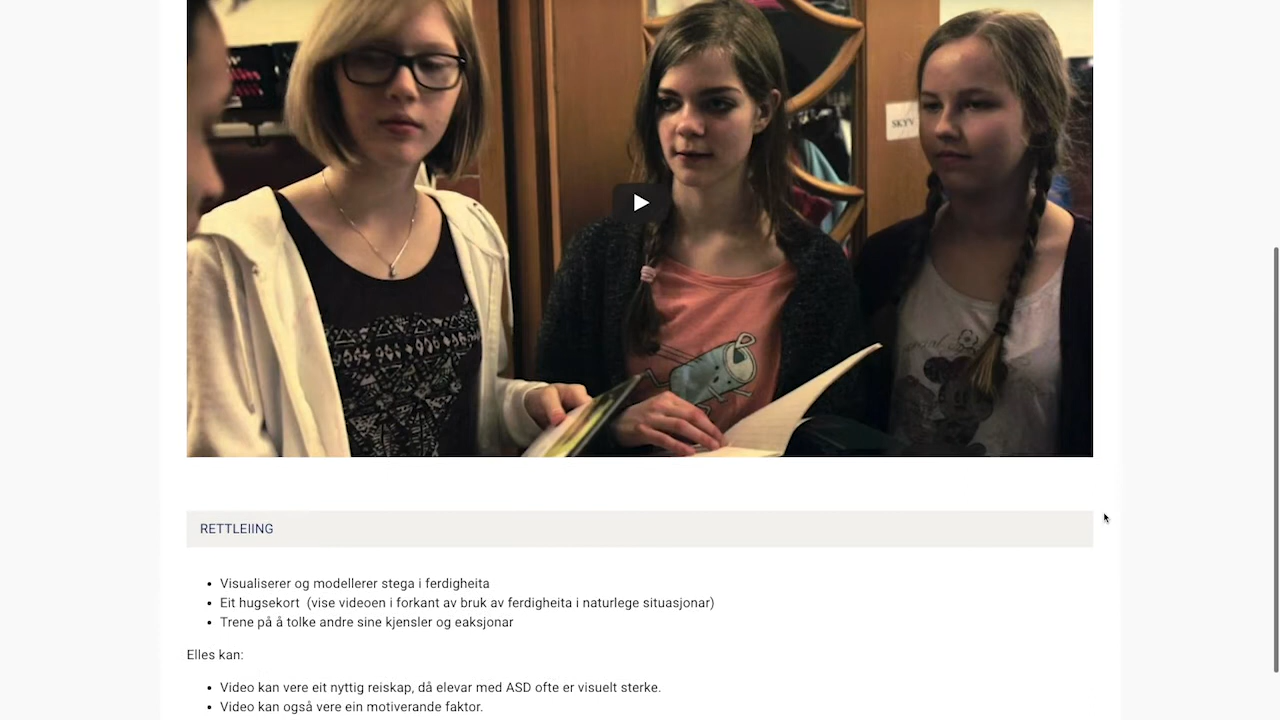 SKYV
RETTLEIING
• Visualiserer og modellerer stega i ferdigheita
• Eit hugsekort (vise videoen i forkant av bruk av ferdigheita i naturlege situasjonar)
• Trene på å tolke andre sine kjensler og eaksjonar
Elles kan:
• Video kan vere eit nyttig reiskap, då elevar med ASD ofte er visuelt sterke.
• Video kan også vere ein motiverande faktor.